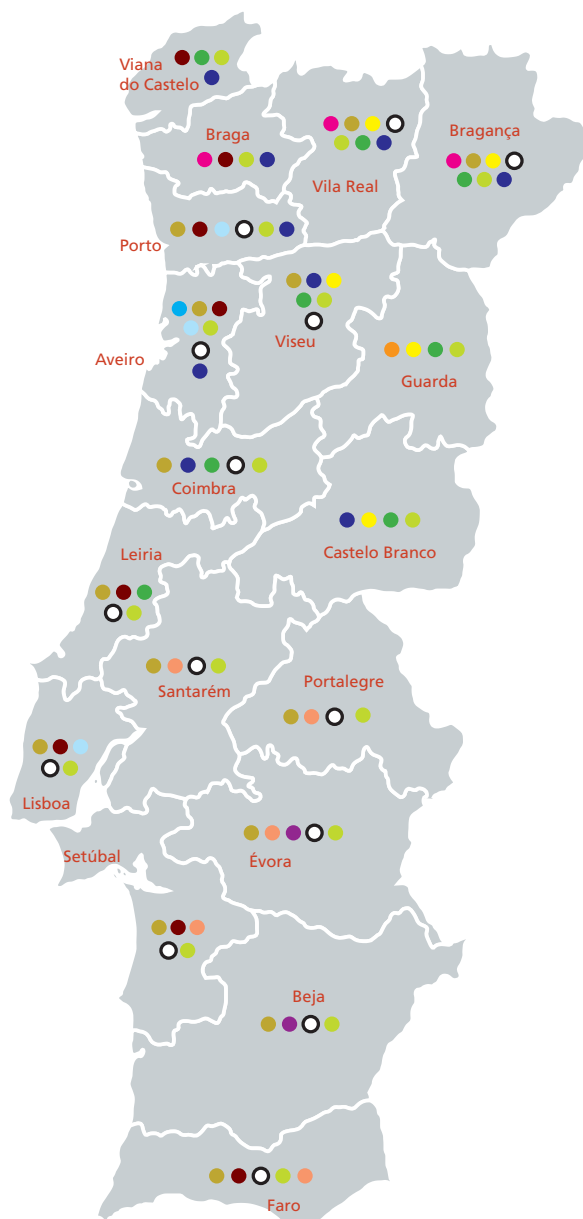 Viana
do Castelo
Braga
Vila Real
Bragança
Porto
Aveiro
Viseu
Guarda
Coimbra
Leiria
Castelo Branco
Santarém
Portalegre
Lisboa
Setúbal
Évora
Beja
Faro